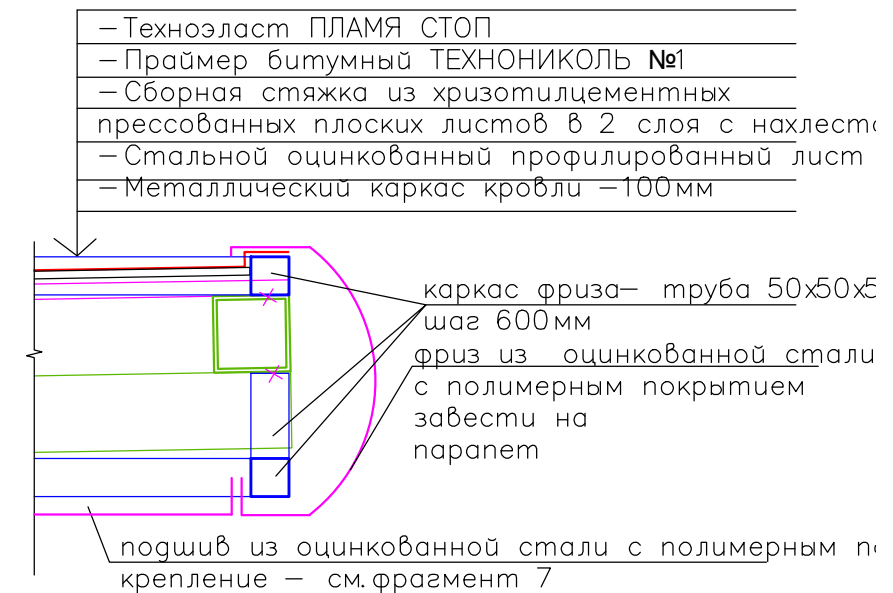 — Техноэласт ПЛАМЯ СТОП
— Праймер битумный ТЕХНОНИКОЛЬ №1
— Сборная стяжка из хризотилцементных
прессованных плоских листов в 2 слоя с
— Стальной оцинкованный профилированный лист
— Металлический каркас кровли —100мм
каркас фриза— труба 50х50х5
шаг 600мм
фриз из оцинкованной стали
с полимерным покрытием
завести на
парапет
подшив из оцинкованной стали с полимерным
крепление — см.фрагмент 7